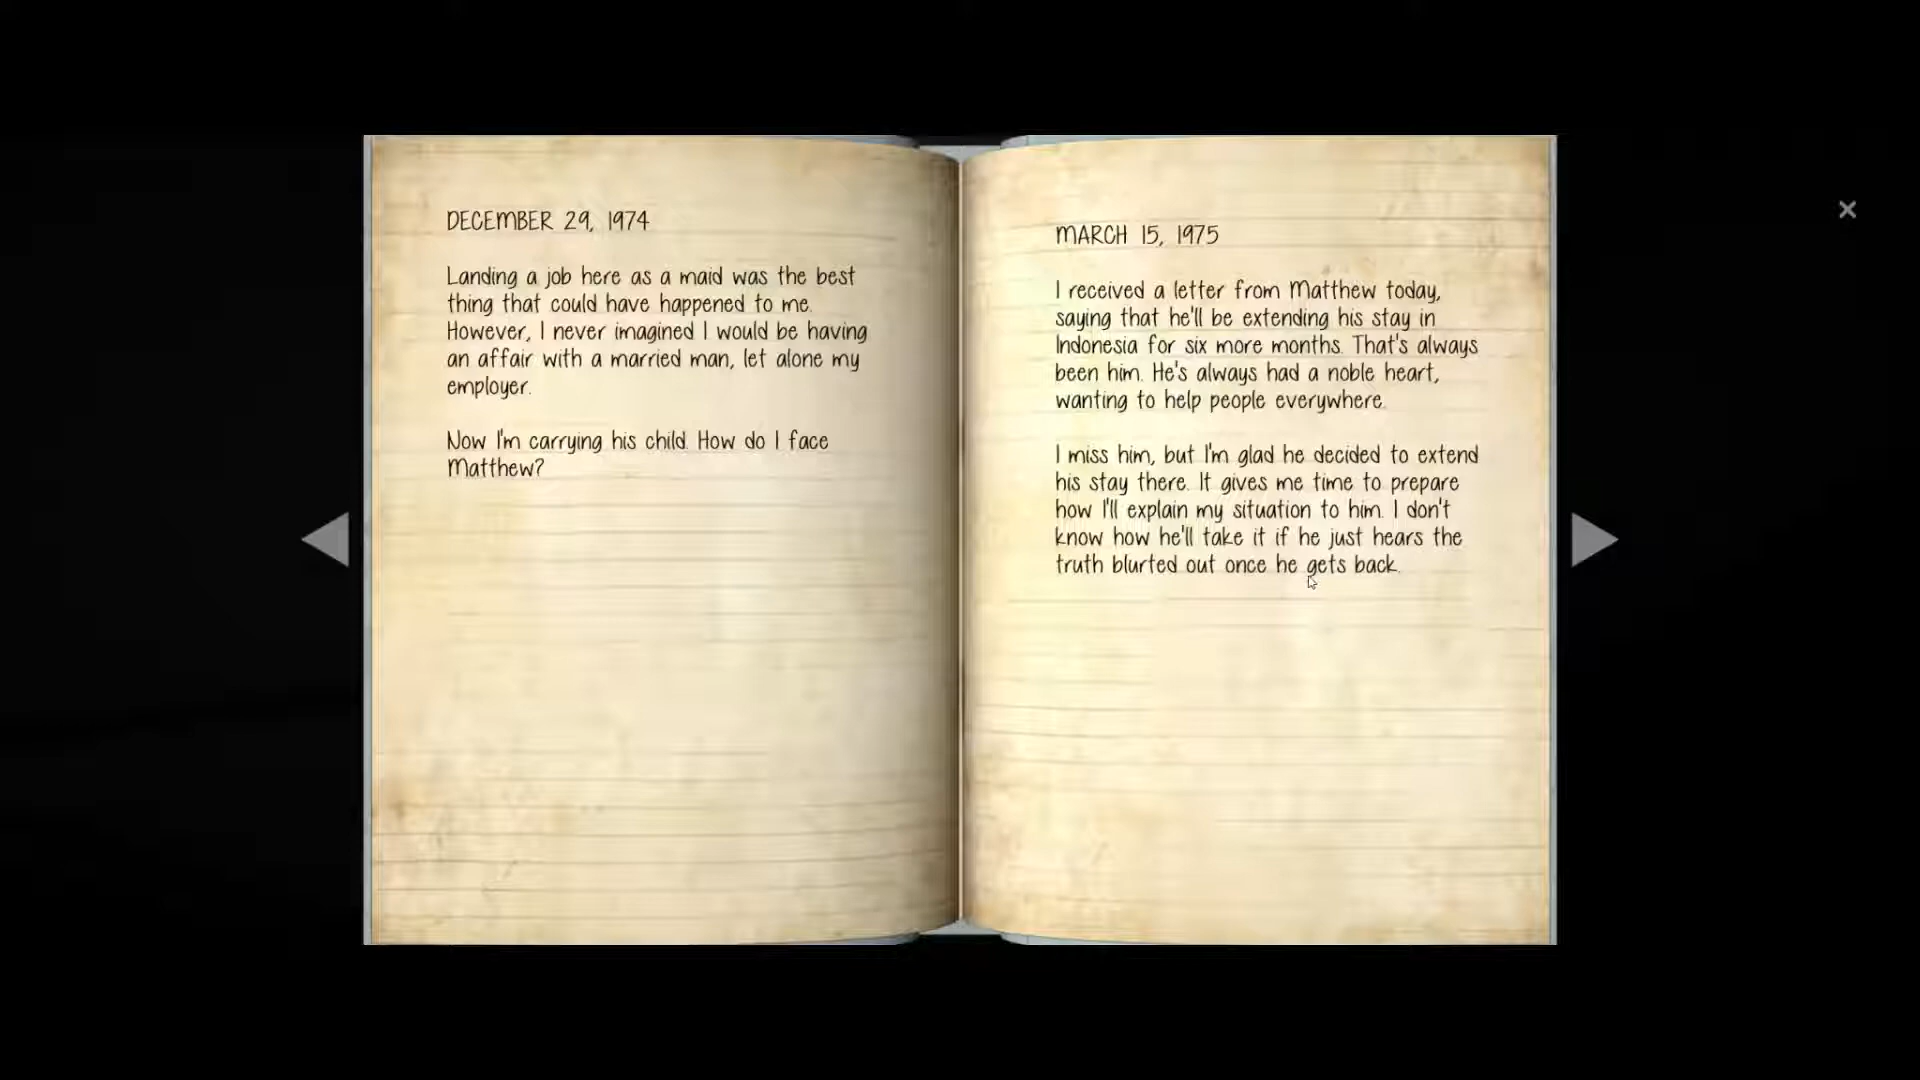 DECEMBER 29, 1974
Landing a job here as a maid was the best
thing that could have happened to me.
However, I never imagined I would be having
an affair with a married man, let alone my
employer.
Now I'm carrying his child. How do I face
Matthew?
MARCH 15, 1975
I received a letter from Matthew today,
saying that he'll be extending his stay in
Indonesia for six more months. That's always
been him. He's always had a noble heart,
wanting to help people everywhere.
I miss him, but I'm glad he decided to extend
his stay there. It gives me time to prepare
how I'll explain my situation to him. I don't
know how he'll take it if he just hears the
truth blurted out once he gets back.